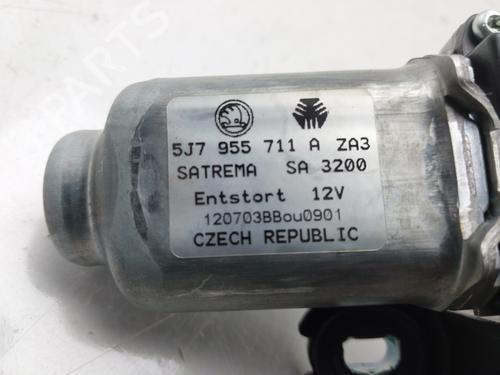 5J7 955 711 A ZA3
SATREMA SA 3200
Entstort 12V
120703BBou0901
CZECH REPUBLIC